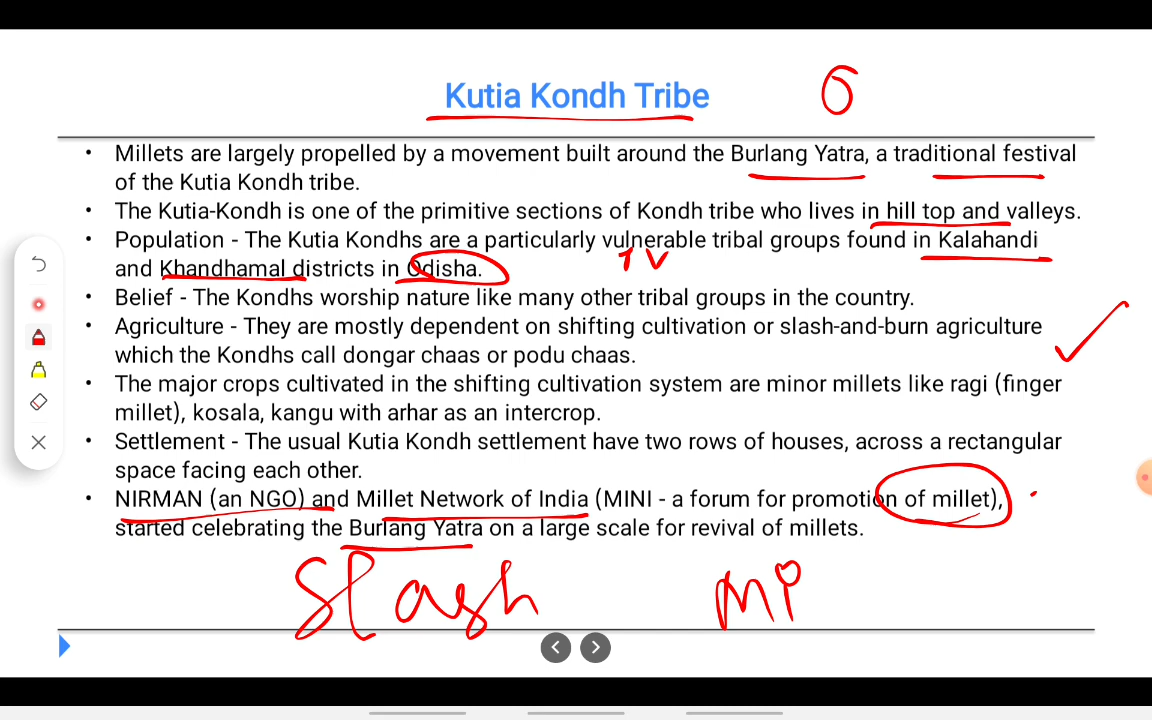 Kutia Kondh Tribe
• Millets are largely propelled by a movement built around the Burlang Yatra, a traditional festival
of the Kutia Kondh tribe.
• The Kutia-Kondh is one of the primitive sections of Kondh tribe who lives in hill top and valleys.
• Population - The Kutia Kondhs are a particularly vulnerable tribal groups found in Kalahandi
and Khandhamal districts in Odisha.
• Belief - The Kondhs worship nature like many other tribal groups in the country.
• Agriculture - They are mostly dependent on shifting cultivation or slash-and-burn agriculture
which the Kondhs call dongar chaas or podu chaas.
• The major crops cultivated in the shifting cultivation system are minor millets like ragi (finger
millet), kosala, kangu with arhar as an intercrop.
• Settlement - The usual Kutia Kondh settlement have two rows of houses, across a rectangular
space facing each other.
• NIRMAN (an NGO) and Millet Network of India (MINI - a forum for promotion of millet),
started celebrating the Burlang Yatra on a large scale for revival of millets.
Slash Mi